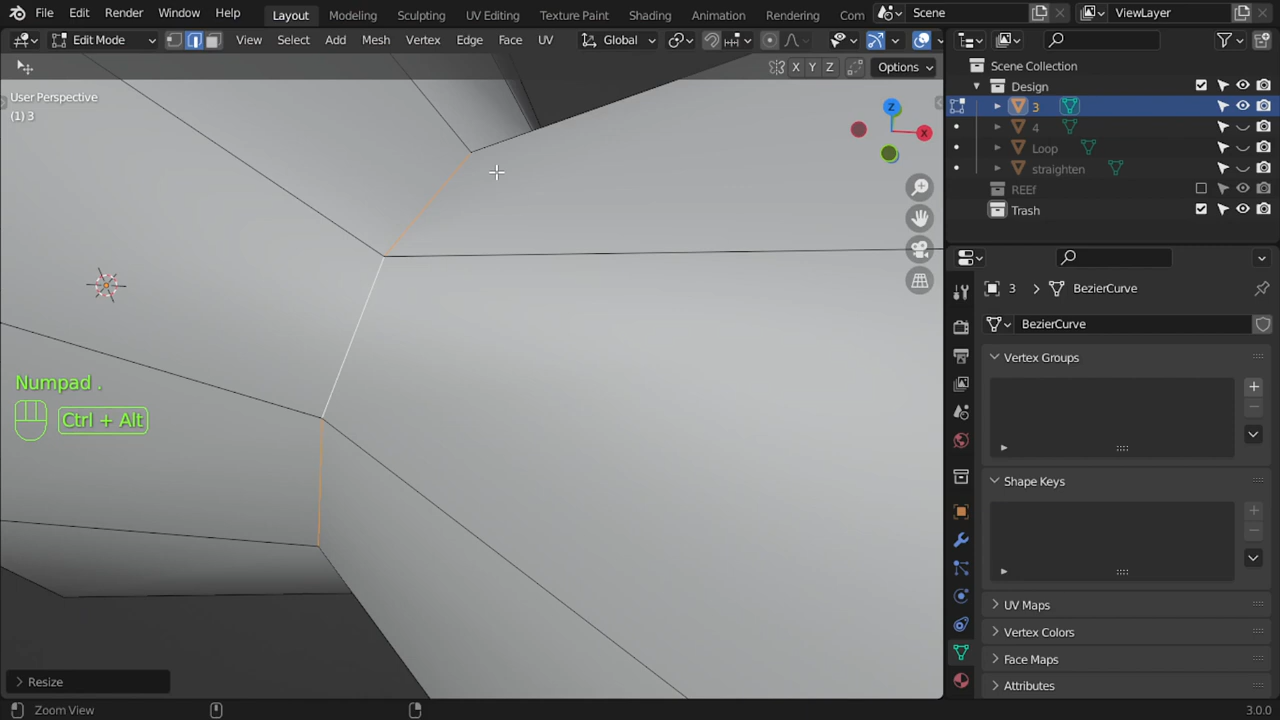 File Edit Render Window Help Layout Modeling Sculpting UV Editing Texture Paint Shading Animation Rendering Com Scene ViewLayer
Edit Mode View Select Add Mesh Vertex Edge Face UV Global
X Y Z Options
Scene Collection
Design
3
4
Loop
straighten
REEf
Trash
User Perspective
(1) 3
Z
X
Numpad .
Ctrl + Alt
Resize
3 > BezierCurve
BezierCurve
Vertex Groups
Shape Keys
UV Maps
Vertex Colors
Face Maps
Attributes
Zoom View
3.0.0